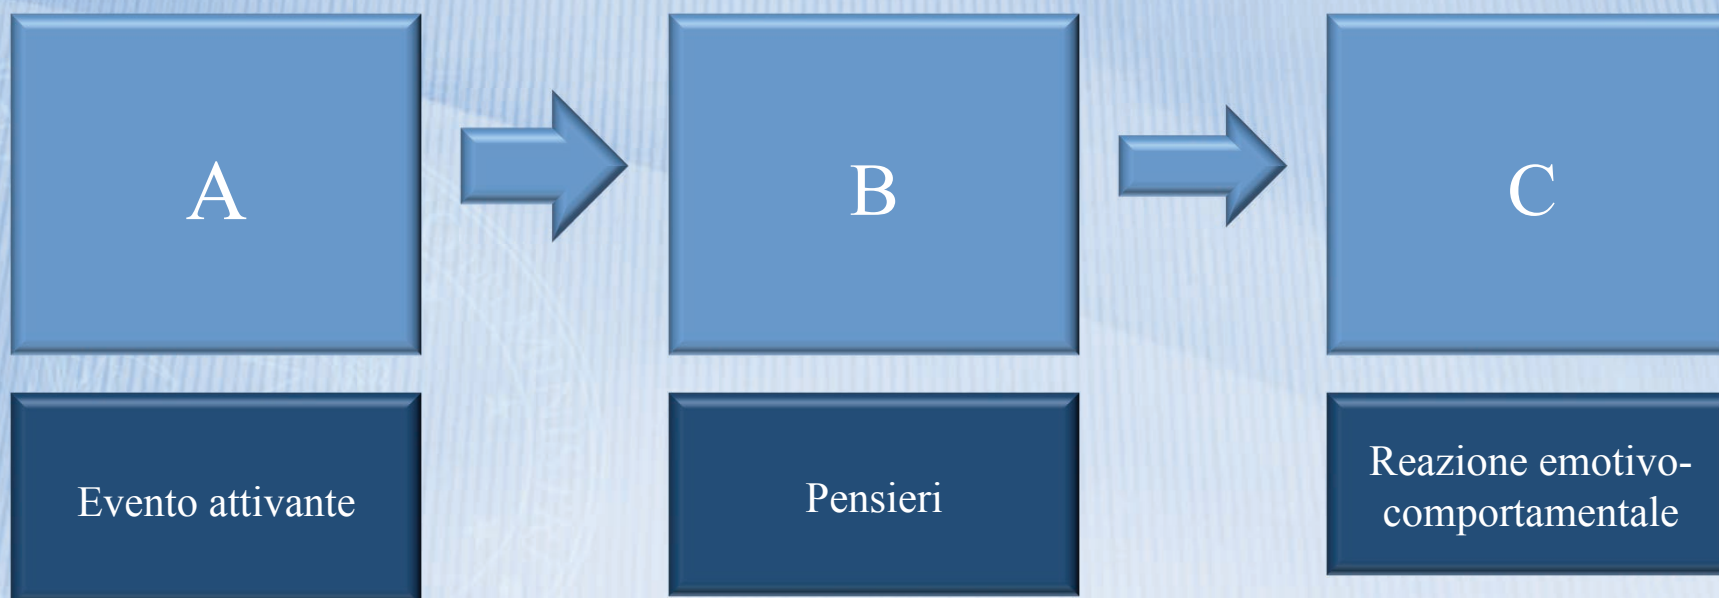 A
B
C
Evento attivante
Pensieri
Reazione emotivo-
comportamentale